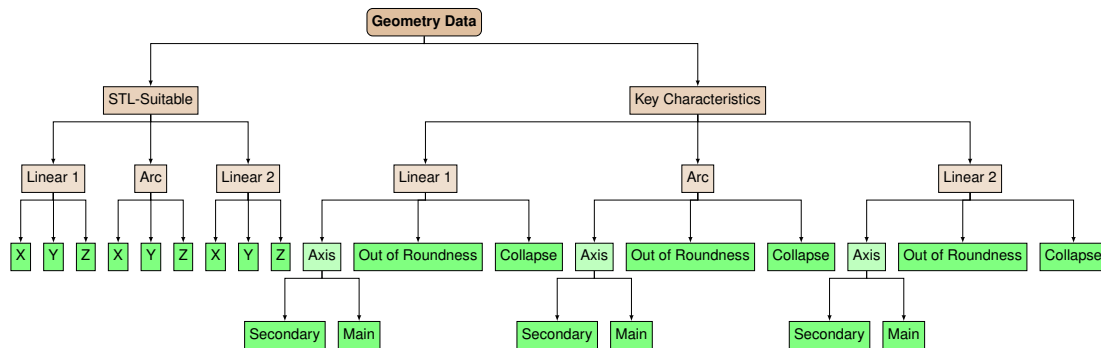 Geometry Data
STL-Suitable Key Characteristics
Linear 1 Arc Linear 2 Linear 1 Arc Linear 2
X Y Z X Y Z X Y Z Axis Out of Roundness Collapse Axis Out of Roundness Collapse Axis Out of Roundness Collapse
Secondary Main Secondary Main Secondary Main